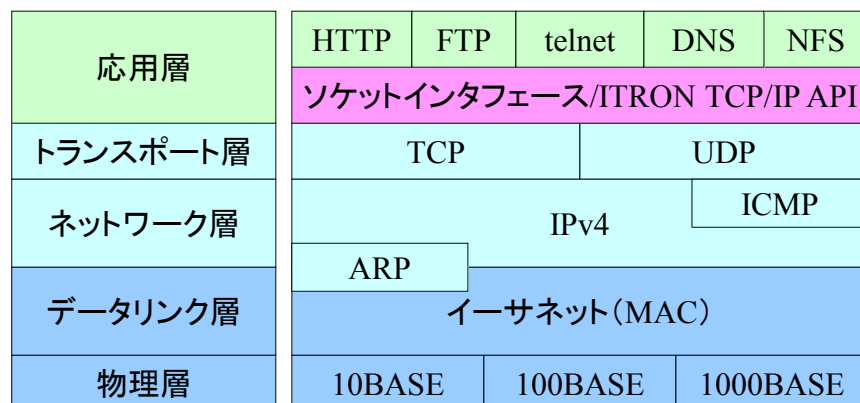 応用層
HTTP FTP telnet DNS NFS
ソケットインタフェース/ITRON TCP/IP API
トランスポート層 TCP UDP
ネットワーク層 IPv4 ICMP
ARP
データリンク層 イーサネット(MAC)
物理層 10BASE 100BASE 1000BASE